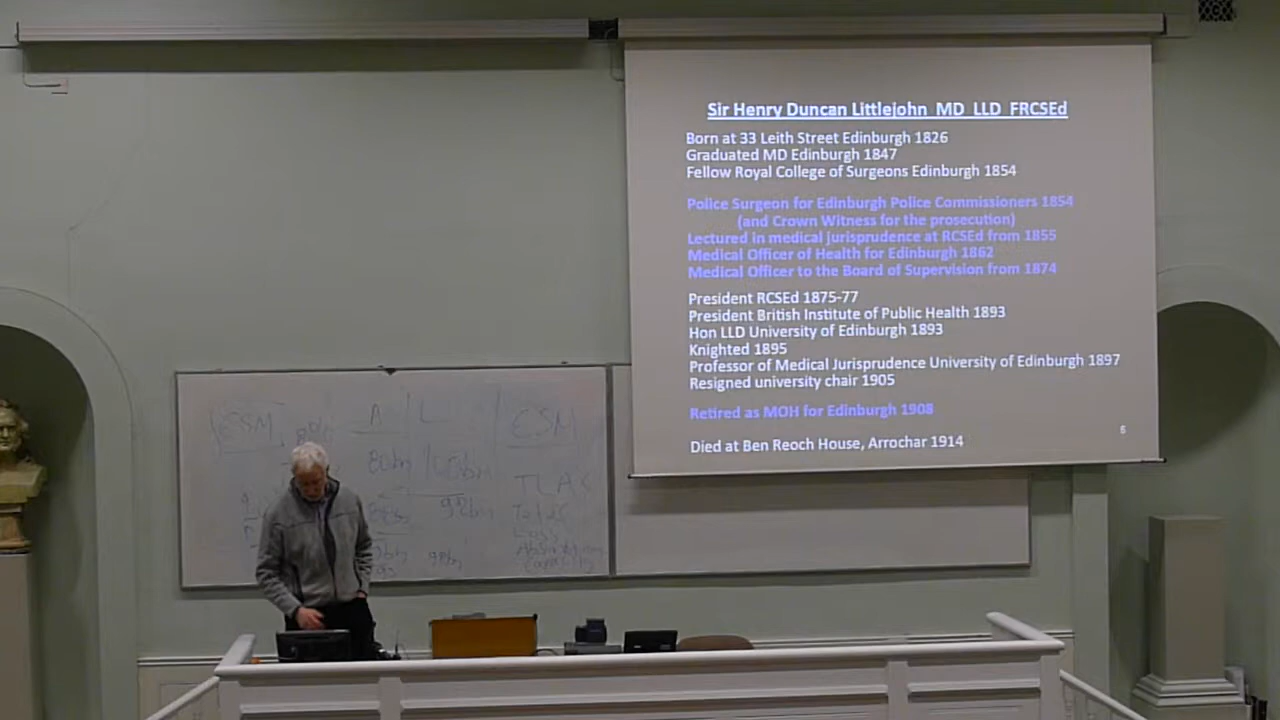 Sir Henry Duncan Littlejohn MD LLD FRCSEd
Born at 33 Leith Street Edinburgh 1826
Graduated MD Edinburgh 1847
Fellow Royal College of Surgeons Edinburgh 1854
Police Surgeon for Edinburgh Police Commissioners 1854
(and Crown Witness for the prosecution)
Lectured in medical jurisprudence at RCSEd from 1855
Medical Officer of Health for Edinburgh 1862
Medical Officer to the Board of Supervision from 1874
President RCSEd 1875-77
President British Institute of Public Health 1893
Hon LLD University of Edinburgh 1893
Knighted 1895
Professor of Medical Jurisprudence University of Edinburgh 1897
Resigned university chair 1905
Retired as MOH for Edinburgh 1908
Died at Ben Reoch House, Arrochar 1914
6
ESM
A L
ESM
80bn 100bn
TLAC
92bn
98bn